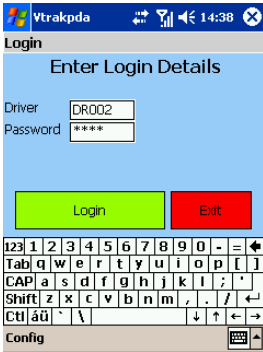 Vtrakpda 14:38
Login
Enter Login Details
Driver DR002
Password ****
Login Exit
123 1 2 3 4 5 6 7 8 9 0 - =
Tab q w e r t y u i o p [ ]
CAP a s d f g h j k l ; '
Shift z x c v b n m , . /
Ctl áü ` \
Config